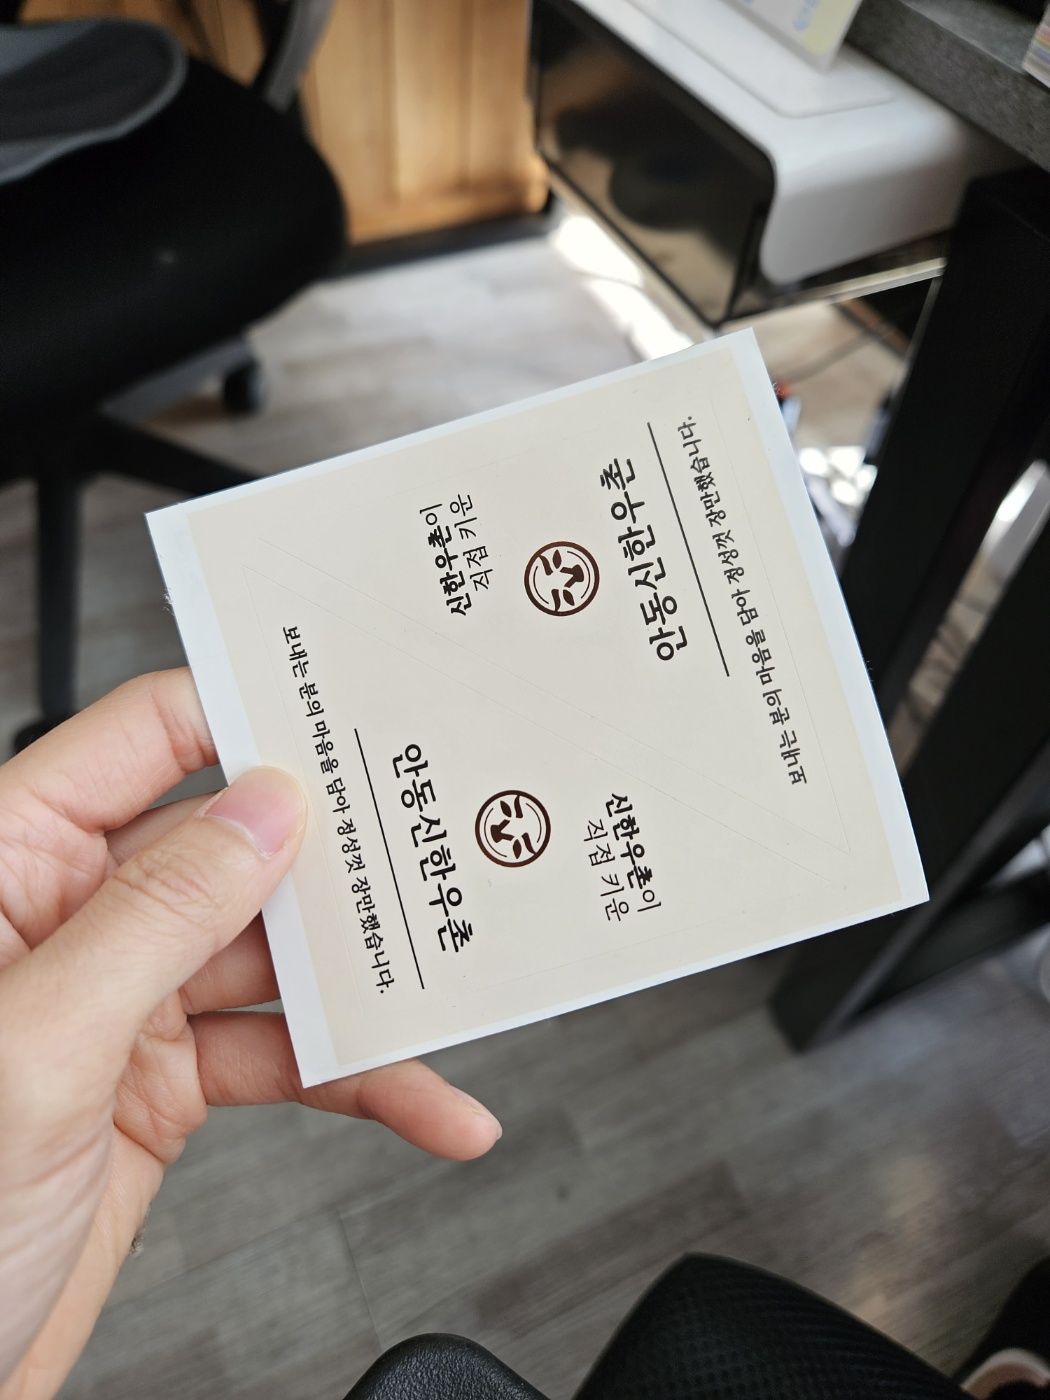 신한우촌이
직접 키운
안동신한우촌
보내는 분의 마음을 담아 정성껏 장만했습니다.
신한우촌이
직접 키운
안동신한우촌
보내는 분의 마음을 담아 정성껏 장만했습니다.